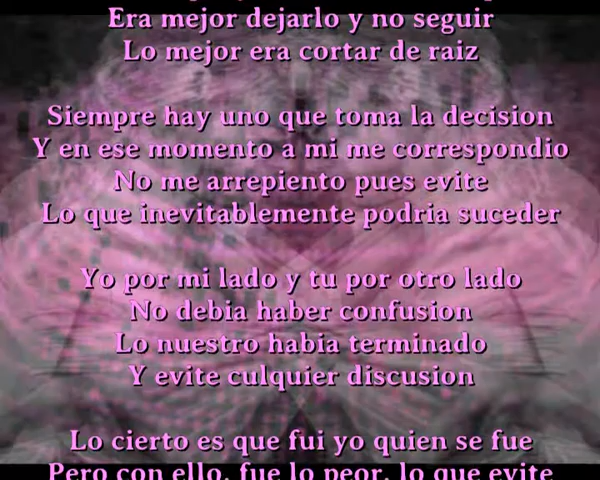 Era mejor dejarlo y no seguir
Lo mejor era cortar de raiz
Siempre hay uno que toma la decision
Y en ese momento a mi me correspondio
No me arrepiento pues evite
Lo que inevitablemente podria suceder
Yo por mi lado y tu por otro lado
No debia haber confusion
Lo nuestro habia terminado
Y evite culquier discusion
Lo cierto es que fui yo quien se fue
Pero con ello, fue lo peor, lo que evite